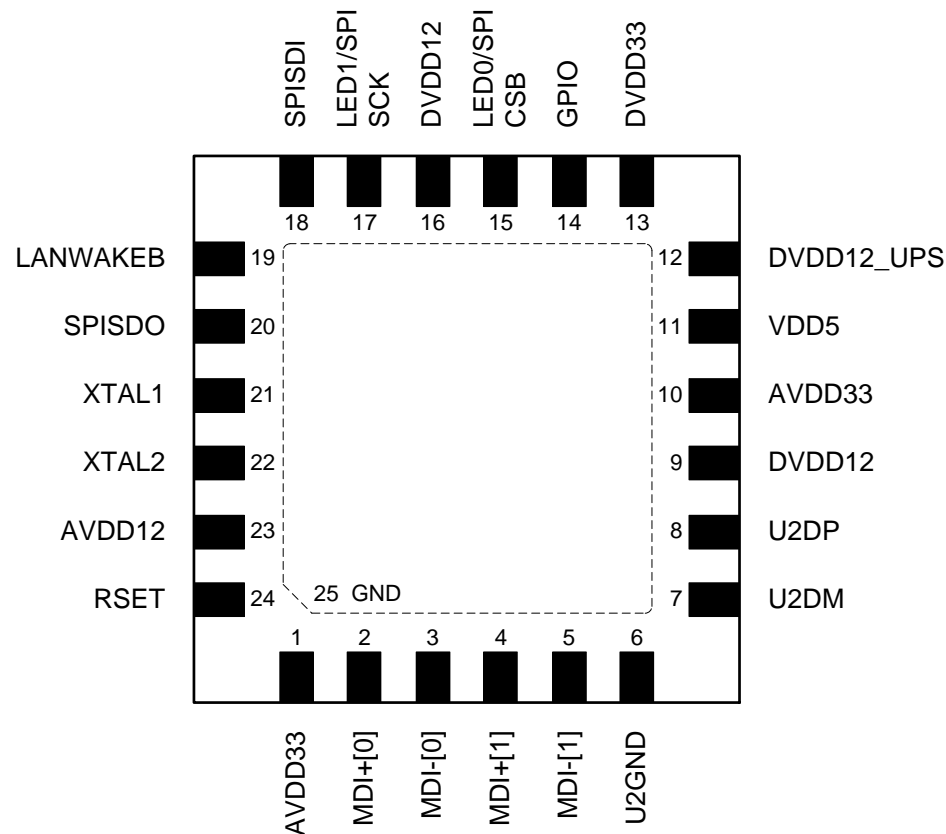 SPISDI
LED1/SPI
SCK
DVDD12
LED0/SPI
CSB
GPIO
DVDD33
18
17
16
15
14
13
LANWAKEB
19
12
DVDD12_UPS
SPISDO
20
11
VDD5
XTAL1
21
10
AVDD33
XTAL2
22
9
DVDD12
AVDD12
23
8
U2DP
RSET
24
25 GND
7
U2DM
1
2
3
4
5
6
AVDD33
MDI+[0]
MDI-[0]
MDI+[1]
MDI-[1]
U2GND